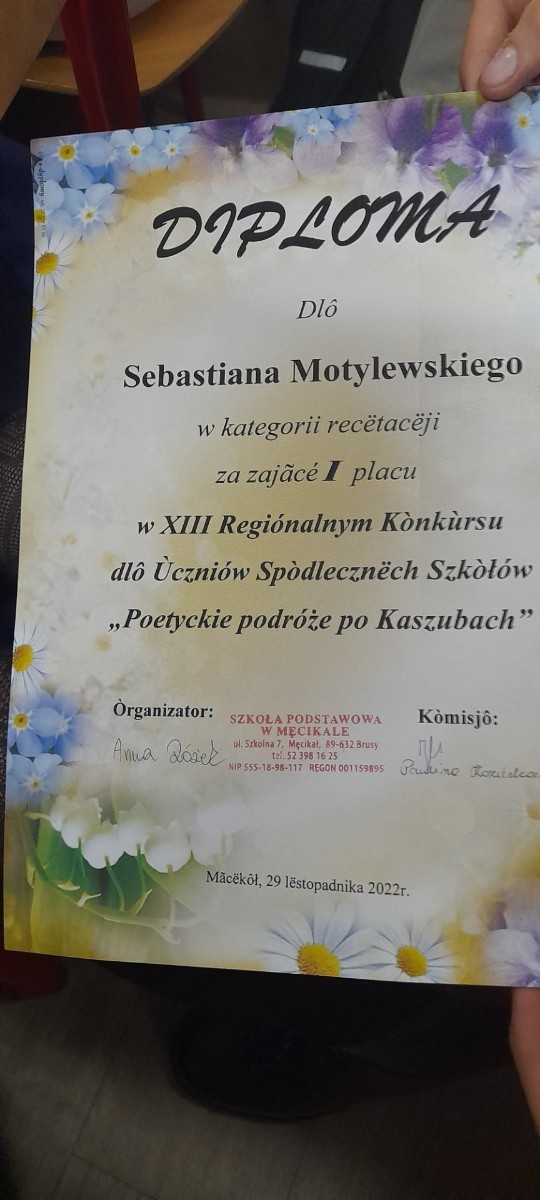 DIPLOMA
Dlô
Sebastiana Motylewskiego
w kategorii recëtacëji
za zajãcé I placu
w XIII Regiónalnym Kònkùrsu
dlô Ùczniów Spòdlecznëch Szkòłów
„Poetyckie podróże po Kaszubach”
Òrganizator:
SZKOŁA PODSTAWOWA
W MĘCIKALE
ul. Szkolna 7, Męcikał, 89-632 Brusy
tel. 52 398 16 25
NIP 555-18-98-117 REGON 001159895
Anna
Kòmisjô:
Paulina
Mãcëkôł, 29 lëstopadnika 2022r.